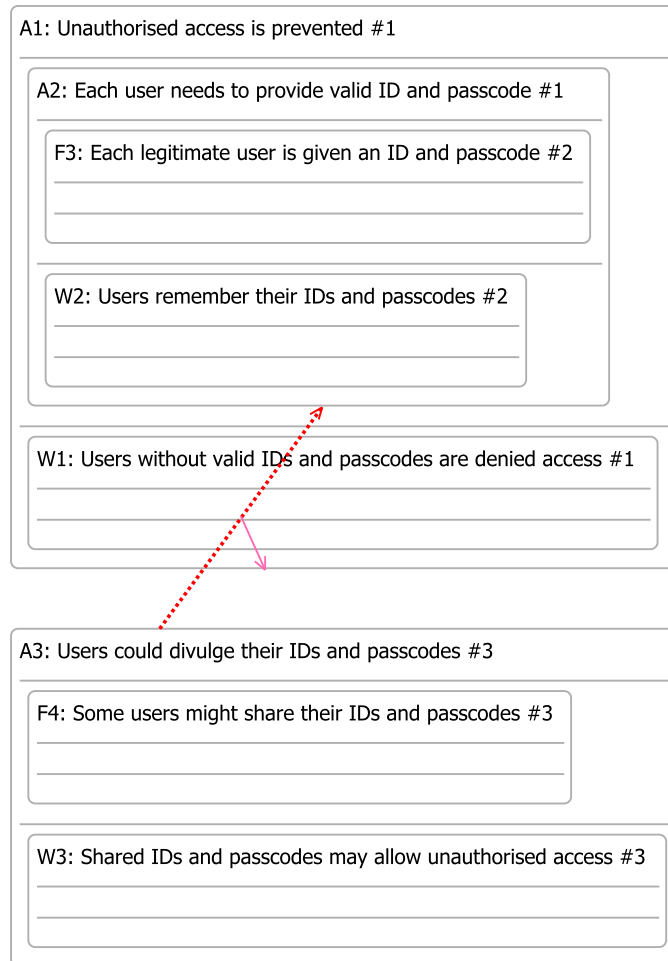 A1: Unauthorised access is prevented #1
A2: Each user needs to provide valid ID and passcode #1
F3: Each legitimate user is given an ID and passcode #2
W2: Users remember their IDs and passcodes #2
W1: Users without valid IDs and passcodes are denied access #1
A3: Users could divulge their IDs and passcodes #3
F4: Some users might share their IDs and passcodes #3
W3: Shared IDs and passcodes may allow unauthorised access #3